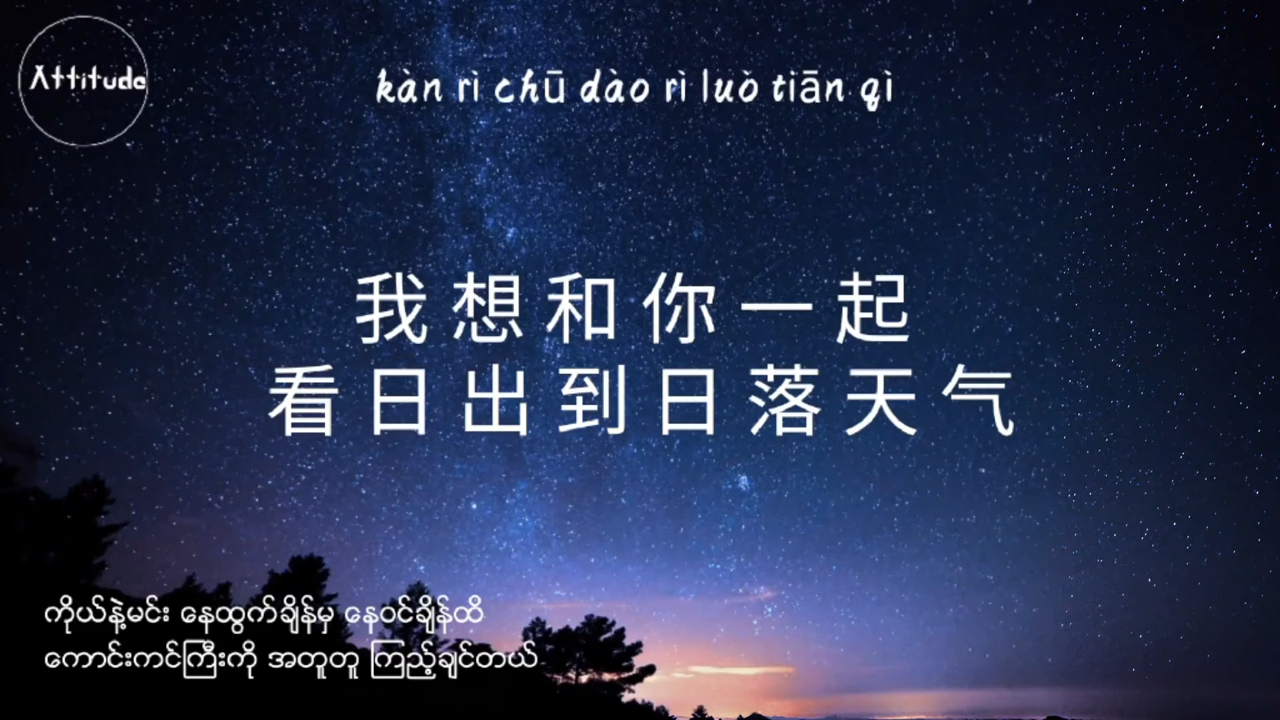 Attitude
kàn rì chū dào rì luò tiān qì
我想和你一起
看日出到日落天气
ကိုယ်နဲ့မင်း နေထွက်ချိန်မှ နေဝင်ချိန်ထိ
ကောင်းကင်ကြီးကို အတူတူ ကြည့်ချင်တယ်